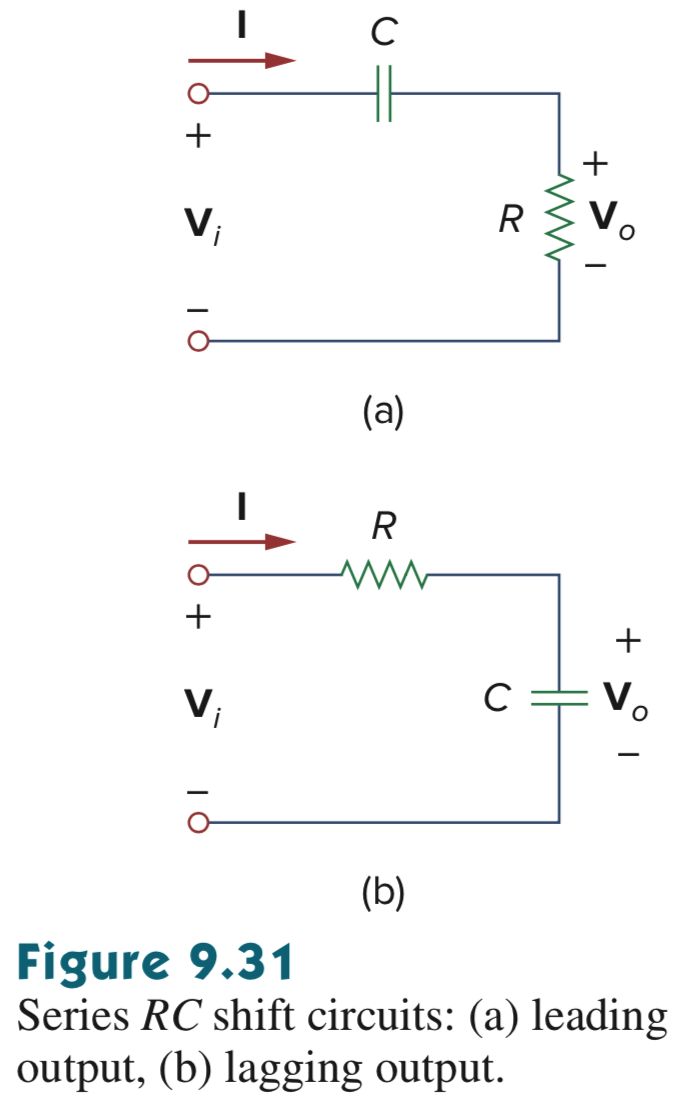 I
C
+
+
V_i
R
V_o
−
−
(a)
I
R
+
+
V_i
C
V_o
−
−
(b)
Figure 9.31
Series RC shift circuits: (a) leading
output, (b) lagging output.